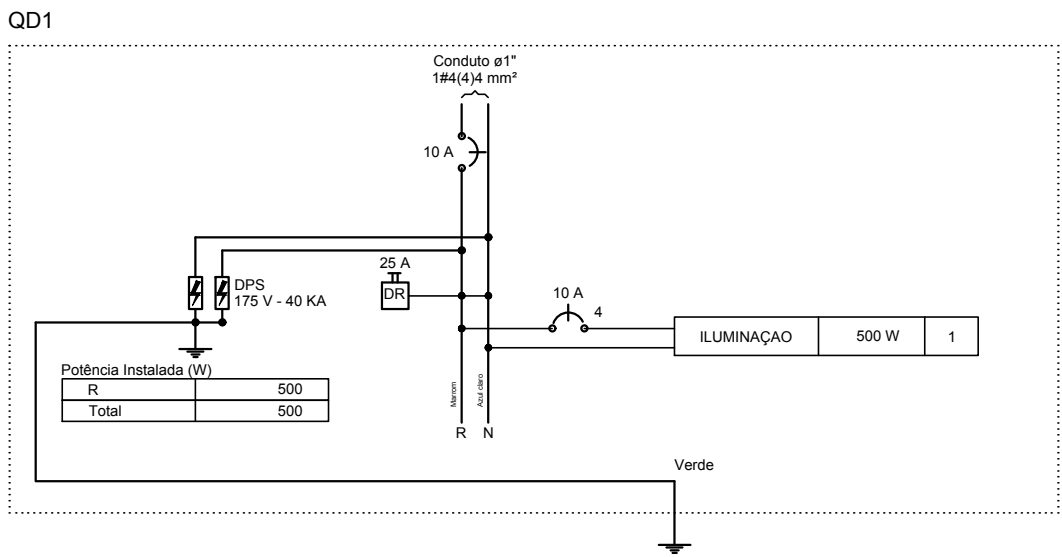 QD1
Conduto ø1"
1#4(4)4 mm²
10 A
25 A
DR
DPS
175 V - 40 KA
10 A
4
ILUMINAÇAO 500 W 1
Potência Instalada (W)
R 500
Total 500
Marrom
Azul claro
R N
Verde